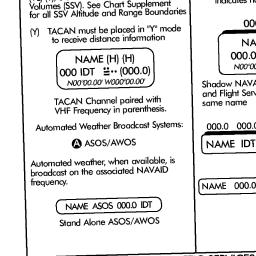 Volumes (SSV). See Chart Supplement
for all SSV Altitude and Range Boundaries
(Y) TACAN must be placed in "Y" mode
to receive distance information
NAME (H) (H)
000 IDT (000.0)
N00°00.00' W000°00.00'
TACAN Channel paired with
VHF Frequency in parenthesis.
Automated Weather Broadcast Systems:
A ASOS/AWOS
Automated weather, when available, is
broadcast on the associated NAVAID
frequency.
NAME ASOS 000.0 IDT
Stand Alone ASOS/AWOS
000
NA
000.0
N00°00
Shadow NAVA
and Flight Serv
same name
000.0 000.0
NAME IDT
NAME 000.0